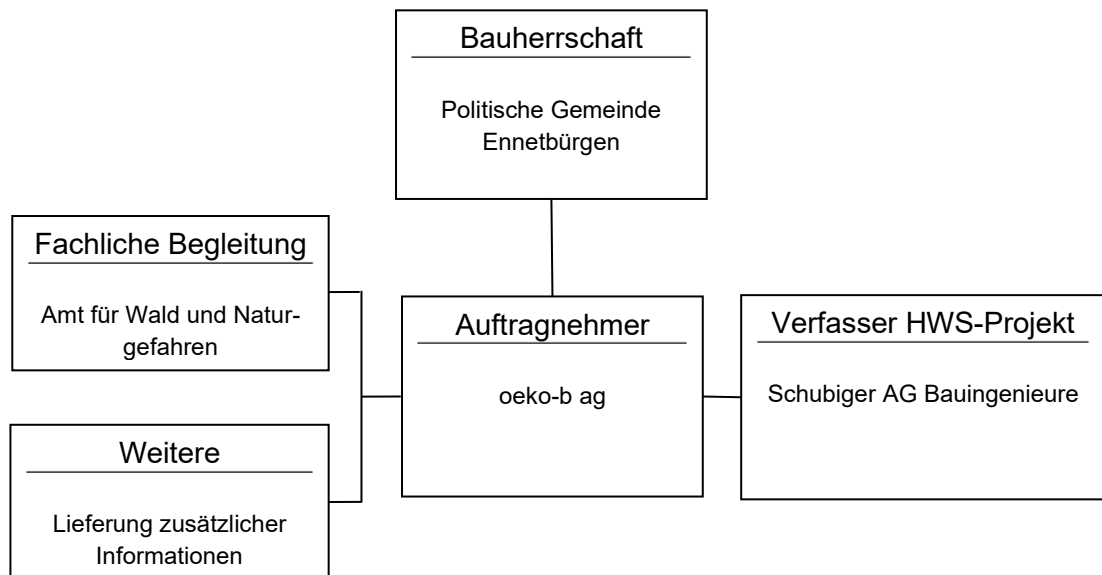 Bauherrschaft
Politische Gemeinde
Ennetbürgen
Fachliche Begleitung
Amt für Wald und Natur-
gefahren
Auftragnehmer
oeko-b ag
Verfasser HWS-Projekt
Schubiger AG Bauingenieure
Weitere
Lieferung zusätzlicher
Informationen